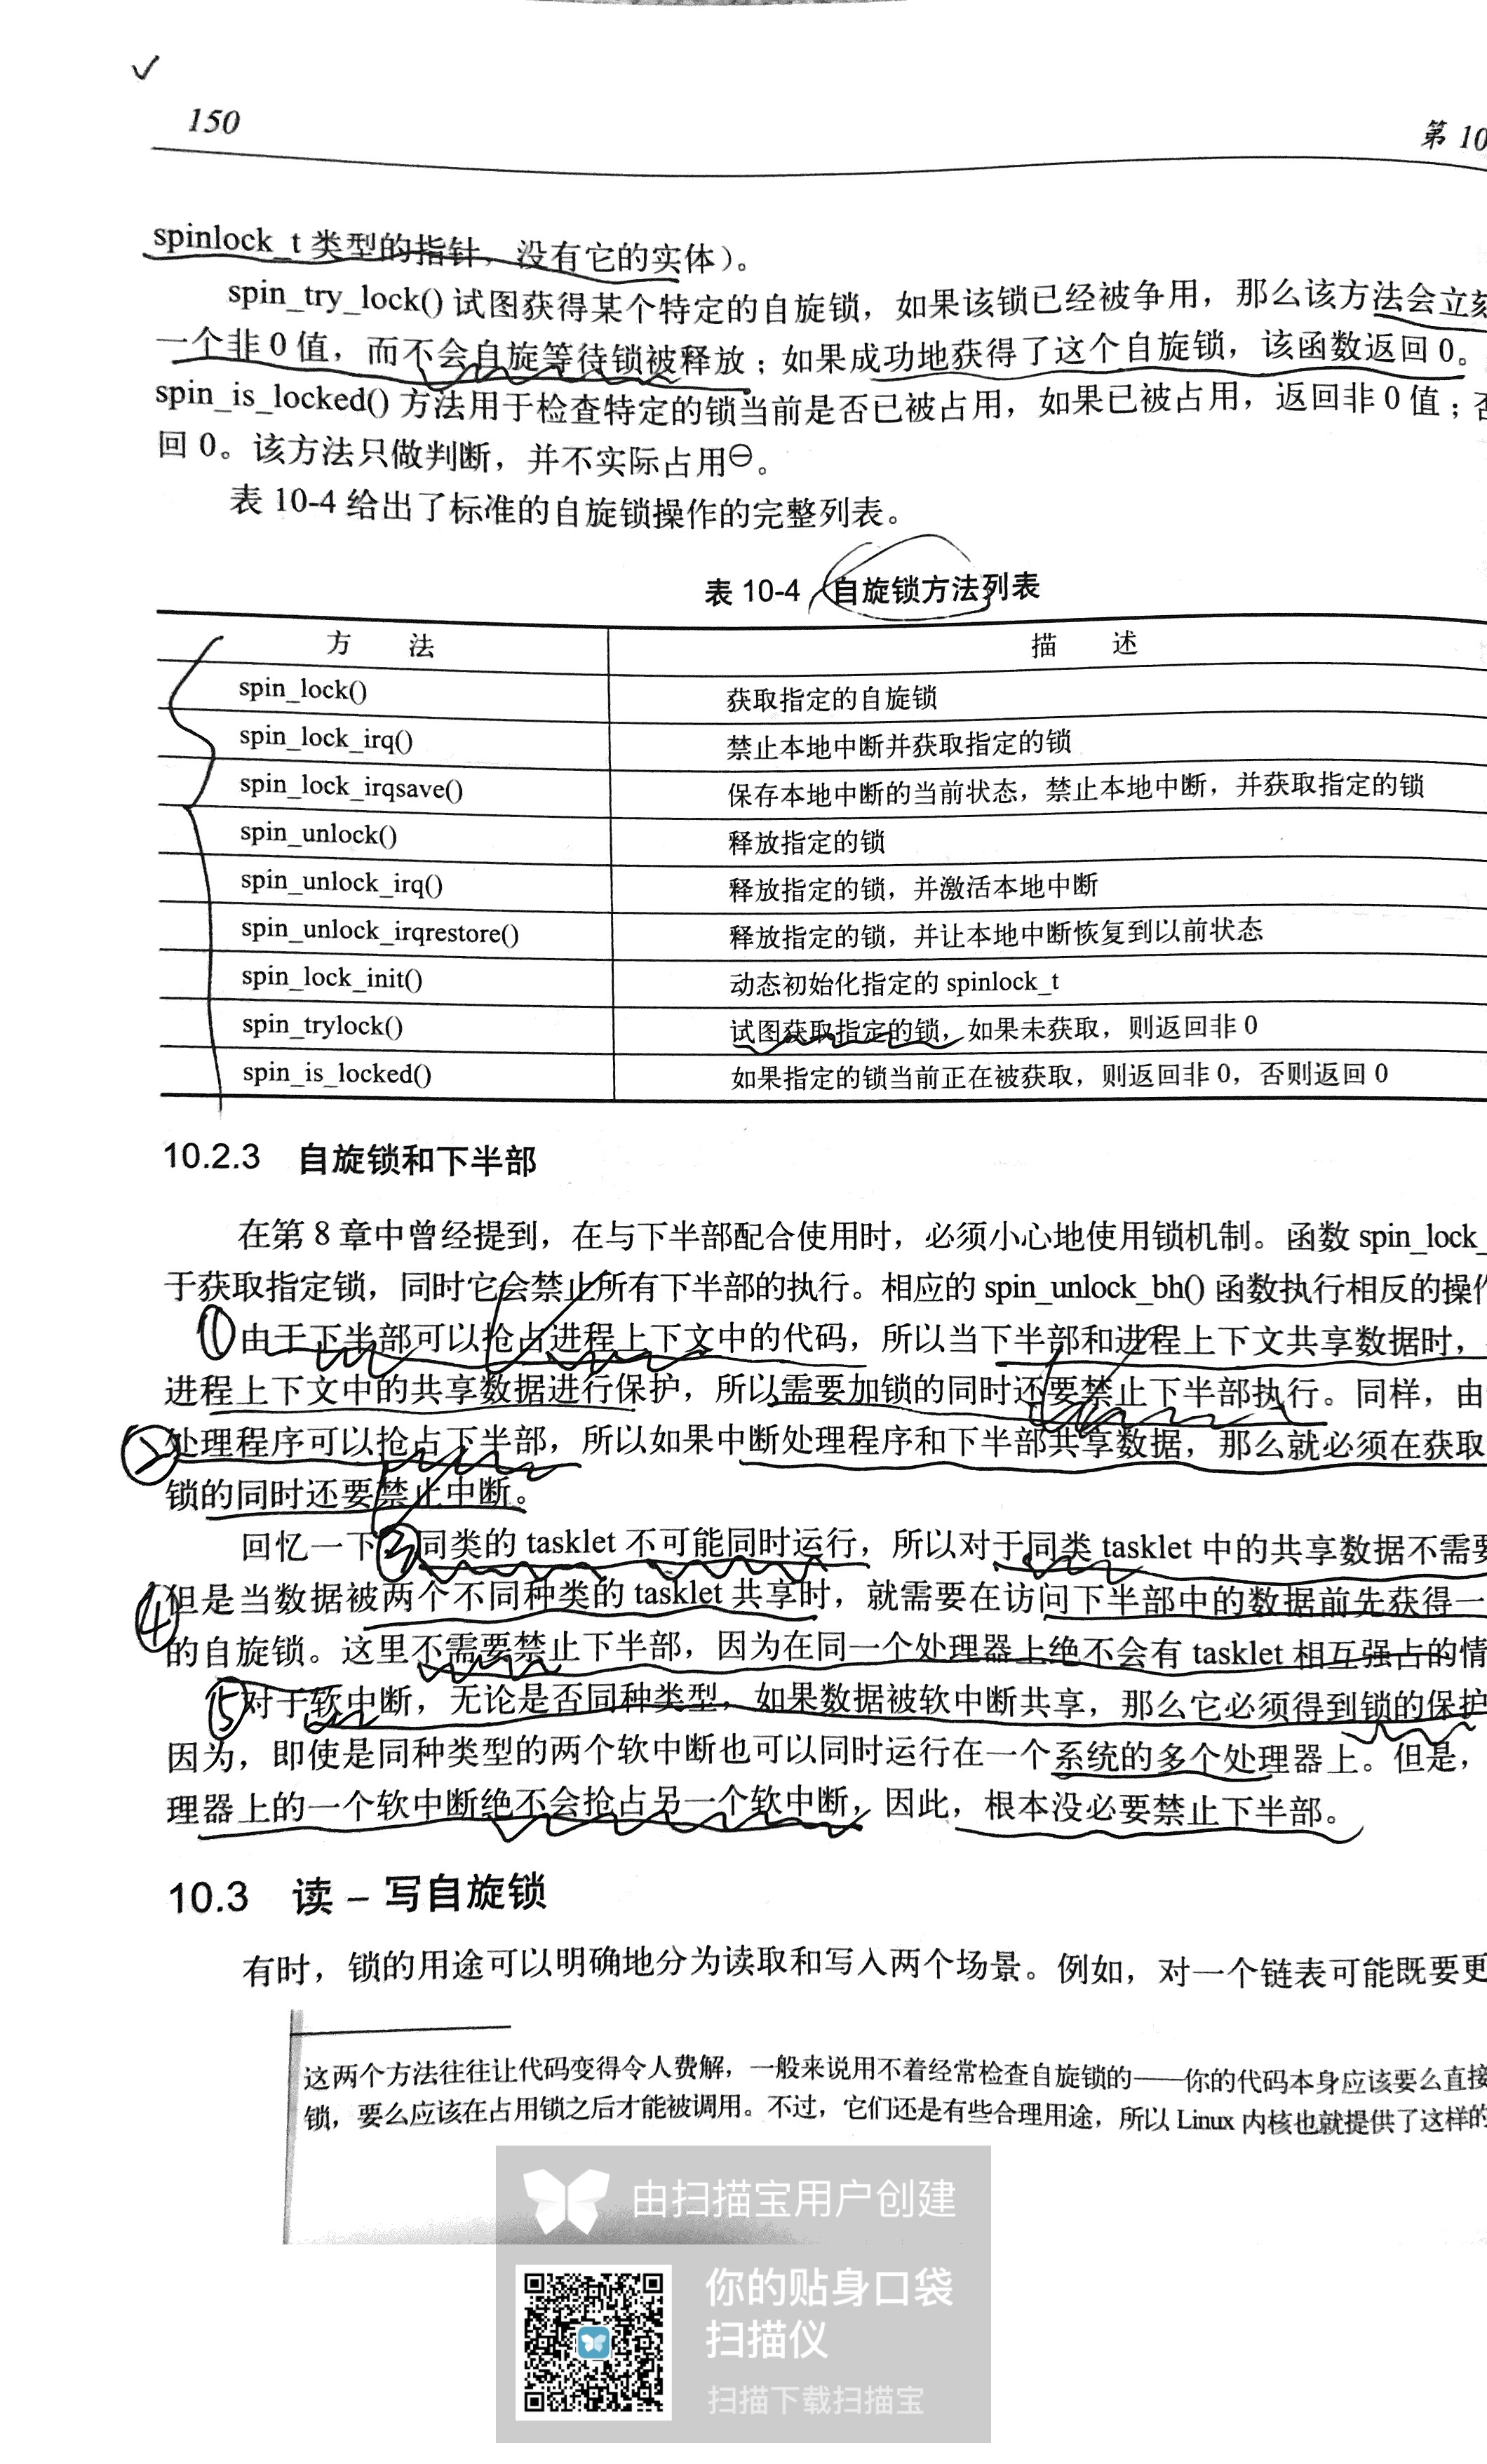 150
第 10
spinlock_t 类型的指针，没有它的实体）。
spin_try_lock() 试图获得某个特定的自旋锁，如果该锁已经被争用，那么该方法会立刻
一个非 0 值，而不会自旋等待锁被释放；如果成功地获得了这个自旋锁，该函数返回 0。
spin_is_locked() 方法用于检查特定的锁当前是否已被占用，如果已被占用，返回非 0 值；否
回 0。该方法只做判断，并不实际占用⊖。
表 10-4 给出了标准的自旋锁操作的完整列表。
表 10-4 自旋锁方法列表
方 法 描 述
spin_lock() 获取指定的自旋锁
spin_lock_irq() 禁止本地中断并获取指定的锁
spin_lock_irqsave() 保存本地中断的当前状态，禁止本地中断，并获取指定的锁
spin_unlock() 释放指定的锁
spin_unlock_irq() 释放指定的锁，并激活本地中断
spin_unlock_irqrestore() 释放指定的锁，并让本地中断恢复到以前状态
spin_lock_init() 动态初始化指定的 spinlock_t
spin_trylock() 试图获取指定的锁，如果未获取，则返回非 0
spin_is_locked() 如果指定的锁当前正在被获取，则返回非 0，否则返回 0
10.2.3 自旋锁和下半部
在第 8 章中曾经提到，在与下半部配合使用时，必须小心地使用锁机制。函数 spin_lock_
于获取指定锁，同时它会禁止所有下半部的执行。相应的 spin_unlock_bh() 函数执行相反的操作
① 由于下半部可以抢占进程上下文中的代码，所以当下半部和进程上下文共享数据时，
进程上下文中的共享数据进行保护，所以需要加锁的同时还要禁止下半部执行。同样，由
② 处理程序可以抢占下半部，所以如果中断处理程序和下半部共享数据，那么就必须在获取
锁的同时还要禁止中断。
回忆一下 ③ 同类的 tasklet 不可能同时运行，所以对于同类 tasklet 中的共享数据不需要
④ 但是当数据被两个不同种类的 tasklet 共享时，就需要在访问下半部中的数据前先获得一
的自旋锁。这里不需要禁止下半部，因为在同一个处理器上绝不会有 tasklet 相互强占的情
⑤ 对于软中断，无论是否同种类型，如果数据被软中断共享，那么它必须得到锁的保护
因为，即使是同种类型的两个软中断也可以同时运行在一个系统的多个处理器上。但是，
理器上的一个软中断绝不会抢占另一个软中断，因此，根本没必要禁止下半部。
10.3 读 – 写自旋锁
有时，锁的用途可以明确地分为读取和写入两个场景。例如，对一个链表可能既要更
这两个方法往往让代码变得令人费解，一般来说用不着经常检查自旋锁的——你的代码本身应该要么直接
锁，要么应该在占用锁之后才能被调用。不过，它们还是有些合理用途，所以 Linux 内核也就提供了这样的
由扫描宝用户创建
你的贴身口袋
扫描仪
扫描下载扫描宝